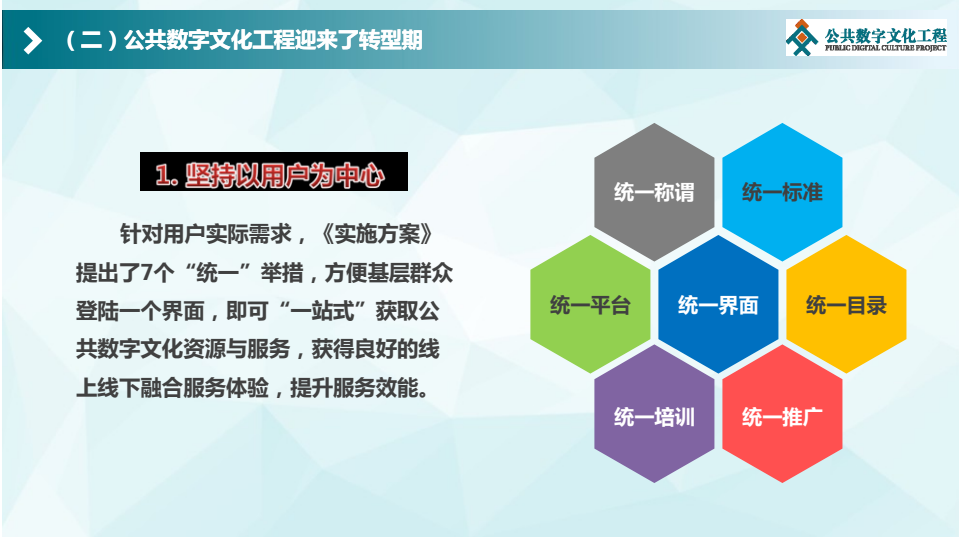 （二）公共数字文化工程迎来了转型期
公共数字文化工程
PUBLIC DIGITAL CULTURE PROJECT
1. 坚持以用户为中心
针对用户实际需求，《实施方案》
提出了7个“统一”举措，方便基层群众
登陆一个界面，即可“一站式”获取公
共数字文化资源与服务，获得良好的线
上线下融合服务体验，提升服务效能。
统一称谓
统一标准
统一平台
统一界面
统一目录
统一培训
统一推广